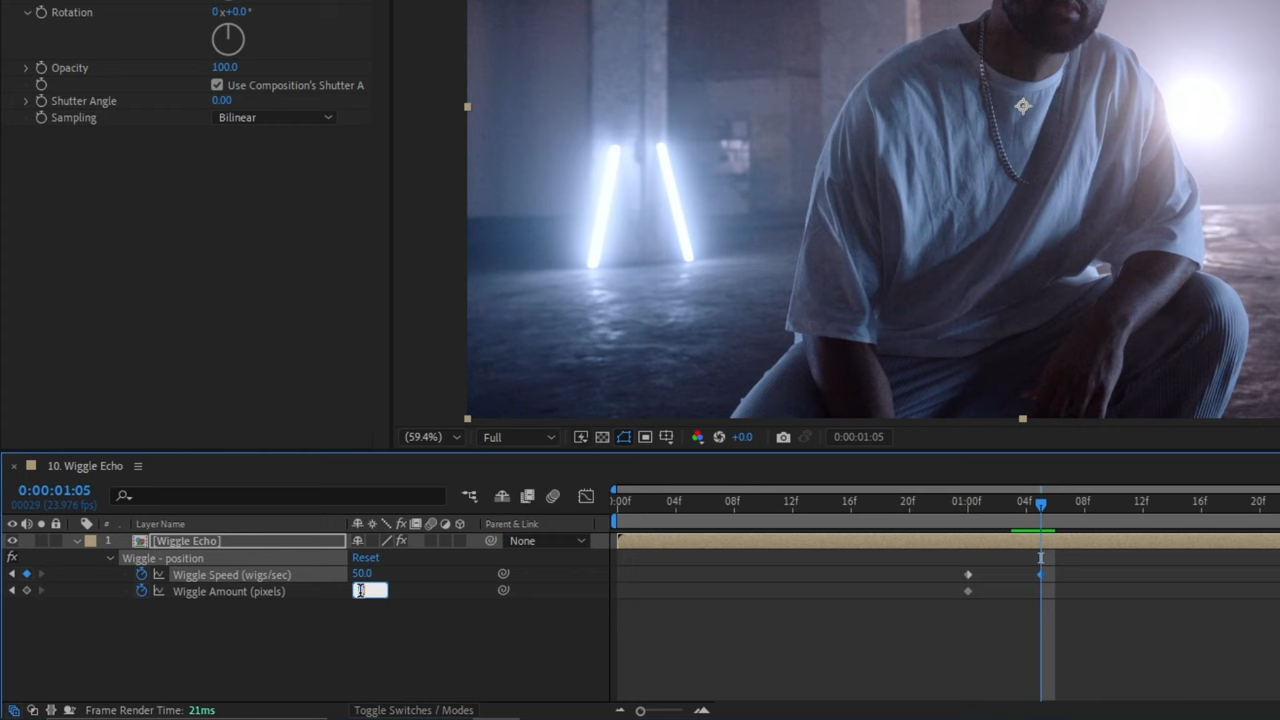 Rotation 0x+0.0°
Opacity 100.0
Use Composition's Shutter A
Shutter Angle 0.00
Sampling Bilinear
(59.4%) Full +0.0 0:00:01:05
× 10. Wiggle Echo
0:00:01:05
00029 (23.976 fps)
:00f 04f 08f 12f 16f 20f 01:00f 04f 08f 12f 16f 20f
# Layer Name fx Parent & Link
1 [Wiggle Echo] fx None
fx Wiggle - position Reset
Wiggle Speed (wigs/sec) 50.0
Wiggle Amount (pixels)
Frame Render Time: 21ms Toggle Switches / Modes